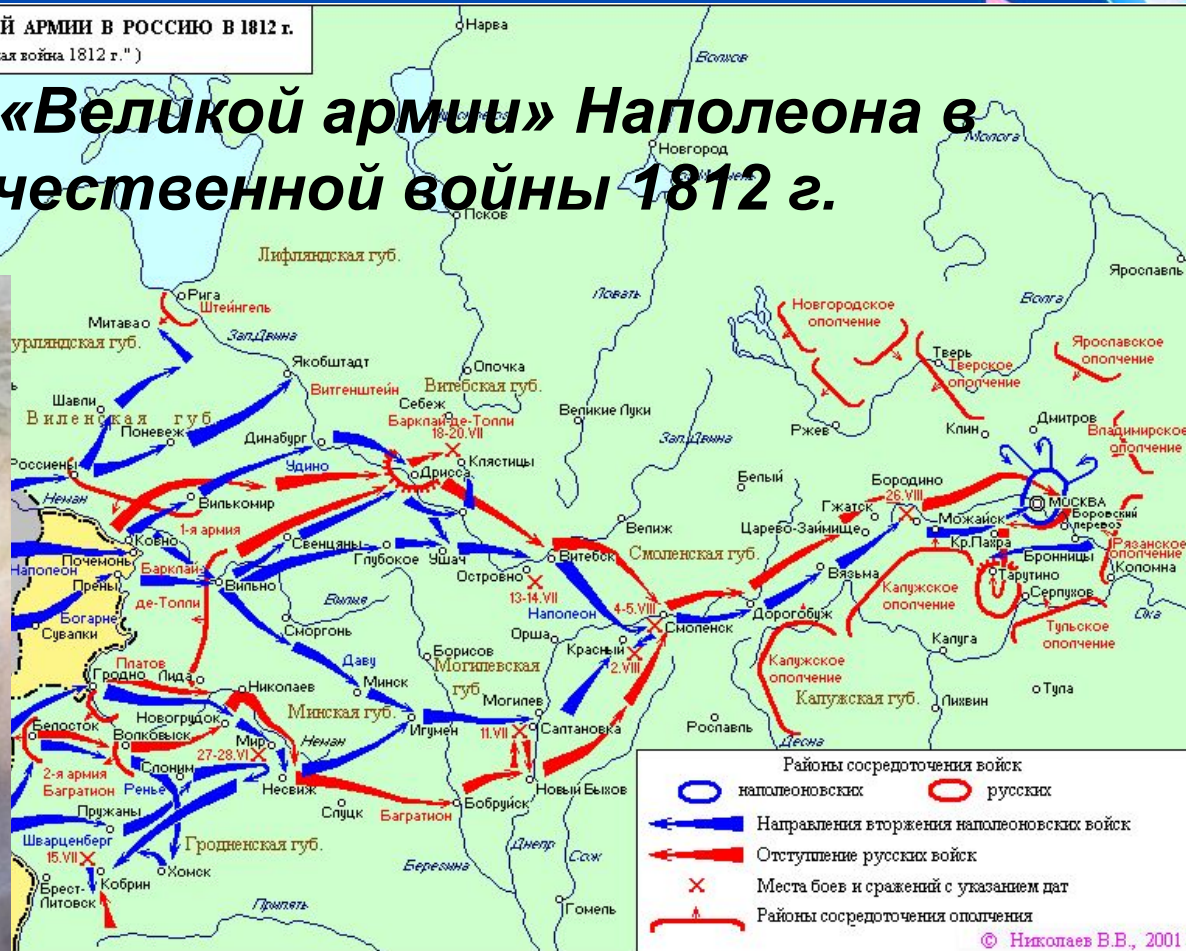 Й АРМИИ В РОССИЮ В 1812 г.
ая война 1812 г." )
«Великой армии» Наполеона в
чественной войны 1812 г.
Нарва
Волхов
Новгород
Молога
Псков
Лифляндская губ.
Ярославль
Рига
Штейнгель
Ловать
Новгородское
ополчение
Волга
Митавао
Зап.Двина
урляндская губ.
Якобштадт
Опочка
Тверь
Тверское
ополчение
Ярославское
ополчение
Витгенштейн
Витебская губ.
Шавли
Себеж
Виленская губ
Барклай-де-Толли
18-20.VII
Великие Луки
Дмитров
Поневеж
Динабург
Зап.Двина
Ржев
Клин
Владимирское
ополчение
Россиены
Удино
Клястицы
Дрисса
Белый
Бородино
26.VIII
Неман
Вилькомир
Гжатск
МОСКВА
1-я армия
Велиж
Царево-Займище
Можайск
Боровский
перевоз
Ковно
Свенцяны
Глубокое
Ушач
Витебск
Смоленская губ.
Кр.Пахра
Рязанское
ополчение
Почемонь
Наполеон
Барклай-
де-Толли
Вильно
Островно
13-14.VII
Вязьма
Бронницы
Коломна
Прены
Тарутино
Вилия
Наполеон
4-5.VIII
Калужское
ополчение
Серпухов
Богарне
Сувалки
Сморгонь
Орша
Смоленск
Дорогобуж
Ока
Красный
2.VIII
Калуга
Тульское
ополчение
Даву
Борисов
Могилевская
губ
Платов
Гродно
Лида
Николаев
Минск
Калужское
ополчение
Тула
Минская губ.
Могилев
Калужская губ.
Лихвин
Новогрудок
Белосток
Волковыск
Мир
Неман
Игумен
11.VII
Салтановка
Рославль
27-28.VI
Десна
Слоним
2-я армия
Багратион
Ренье
Несвиж
Новый Быхов
Слуцк
Багратион
Бобруйск
Пружаны
Шварценберг
15.VII
Гродненская губ.
Днепр
Сож
Березина
Кобрин
Хомск
Брест-
Литовск
Припять
Гомель
Районы сосредоточения войск
наполеоновских
русских
Направления вторжения наполеоновских войск
Отступление русских войск
Места боев и сражений с указанием дат
Районы сосредоточения ополчения
© Николаев В.В., 2001